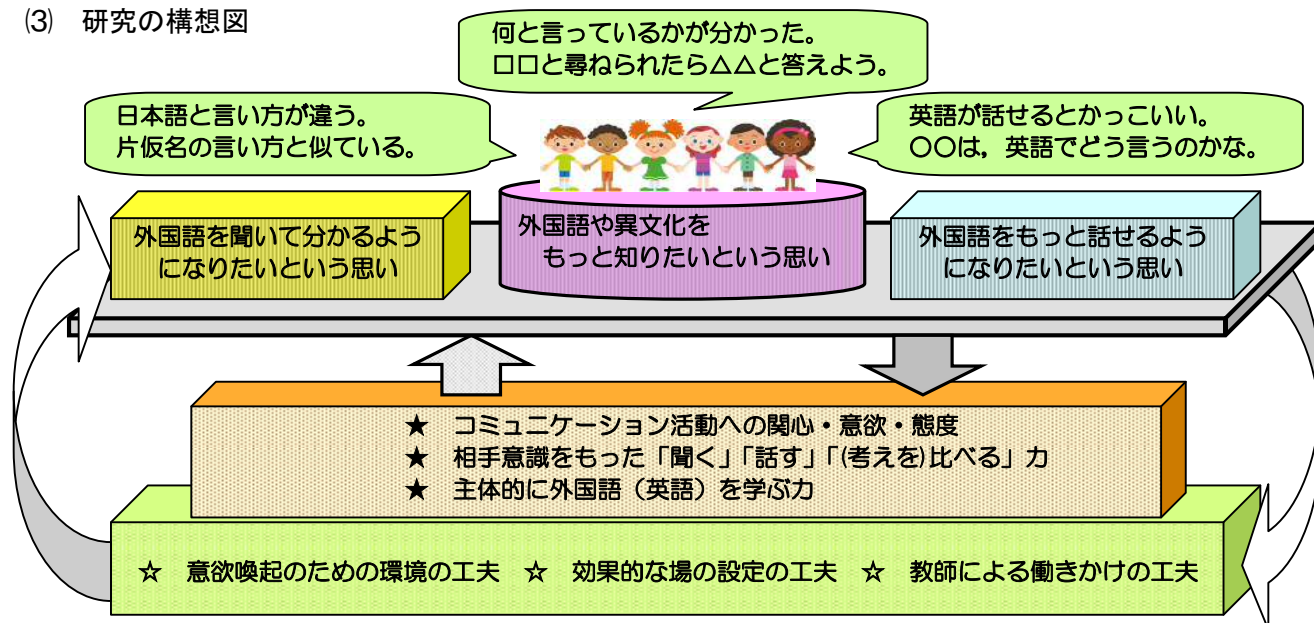 ⑶ 研究の構想図
何と言っているかが分かった。
□□と尋ねられたら△△と答えよう。
日本語と言い方が違う。
片仮名の言い方と似ている。
英語が話せるとかっこいい。
○○は，英語でどう言うのかな。
外国語を聞いて分かるよう
になりたいという思い
外国語や異文化を
もっと知りたいという思い
外国語をもっと話せるよう
になりたいという思い
★ コミュニケーション活動への関心・意欲・態度
★ 相手意識をもった「聞く」「話す」「(考えを)比べる」力
★ 主体的に外国語（英語）を学ぶ力
☆ 意欲喚起のための環境の工夫 ☆ 効果的な場の設定の工夫 ☆ 教師による働きかけの工夫